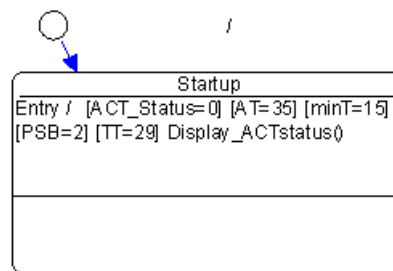 /
Startup
Entry / [ACT_Status=0] [AT=35] [minT=15]
[PSB=2] [TT=29] Display_ACTstatus()